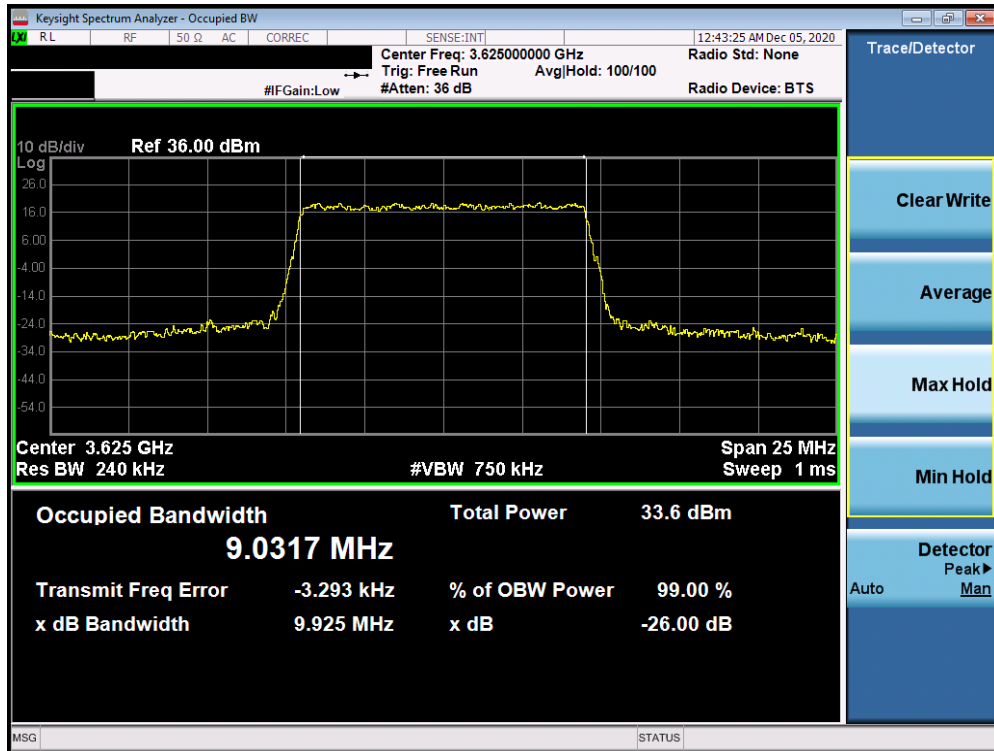 Keysight Spectrum Analyzer - Occupied BW
LXI RL RF 50 Ω AC CORREC SENSE:INT 12:43:25 AM Dec 05, 2020
Center Freq: 3.625000000 GHz Radio Std: None
Trig: Free Run Avg|Hold: 100/100
#IFGain:Low #Atten: 36 dB Radio Device: BTS
10 dB/div Ref 36.00 dBm
Log
26.0
16.0
6.00
-4.00
-14.0
-24.0
-34.0
-44.0
-54.0
Center 3.625 GHz Span 25 MHz
Res BW 240 kHz #VBW 750 kHz Sweep 1 ms
Occupied Bandwidth Total Power 33.6 dBm
9.0317 MHz
Transmit Freq Error -3.293 kHz % of OBW Power 99.00 %
x dB Bandwidth 9.925 MHz x dB -26.00 dB
MSG STATUS
Trace/Detector
Clear Write
Average
Max Hold
Min Hold
Detector
Peak▶
Auto Man